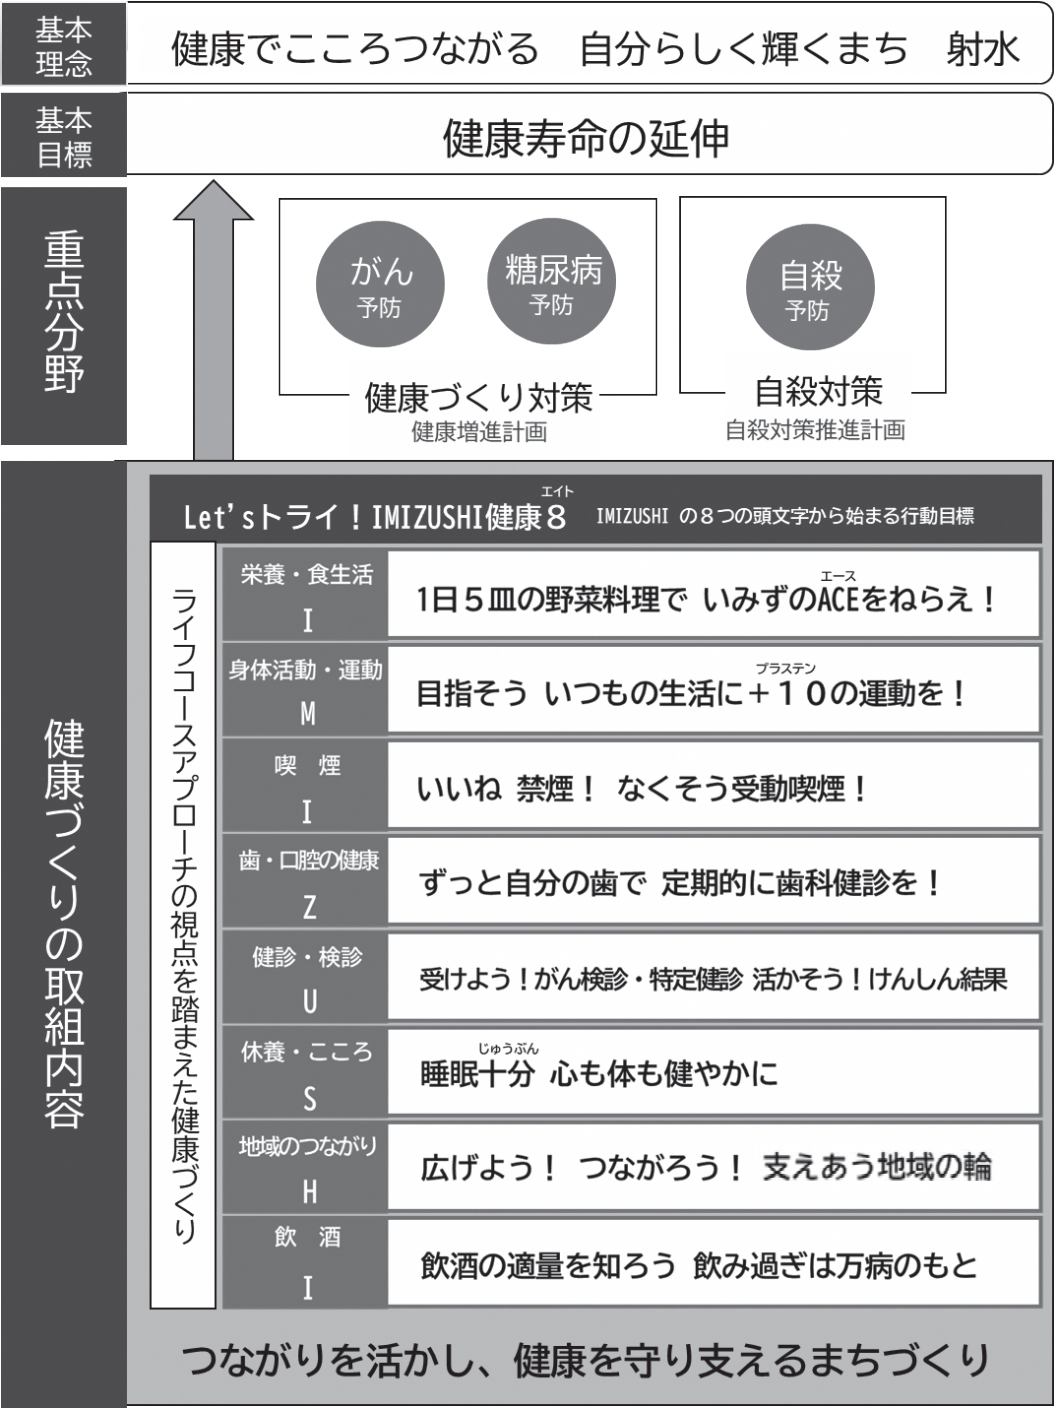 基本
理念
健康でこころつながる　自分らしく輝くまち　射水
基本
目標
健康寿命の延伸
重点分野
がん
予防
糖尿病
予防
健康づくり対策
健康増進計画
自殺
予防
自殺対策
自殺対策推進計画
健康づくりの取組内容
エイト
Let'sトライ！IMIZUSHI健康８　IMIZUSHI の８つの頭文字から始まる行動目標
ライフコースアプローチの視点を踏まえた健康づくり
栄養・食生活
I
エース
1日５皿の野菜料理で いみずのACEをねらえ！
身体活動・運動
M
プラステン
目指そう いつもの生活に＋１０の運動を！
喫　煙
I
いいね 禁煙！ なくそう受動喫煙！
歯・口腔の健康
Z
ずっと自分の歯で 定期的に歯科健診を！
健診・検診
U
受けよう！がん検診・特定健診 活かそう！けんしん結果
休養・こころ
S
じゅうぶん
睡眠十分 心も体も健やかに
地域のつながり
H
広げよう！ つながろう！ 支えあう地域の輪
飲　酒
I
飲酒の適量を知ろう 飲み過ぎは万病のもと
つながりを活かし、健康を守り支えるまちづくり